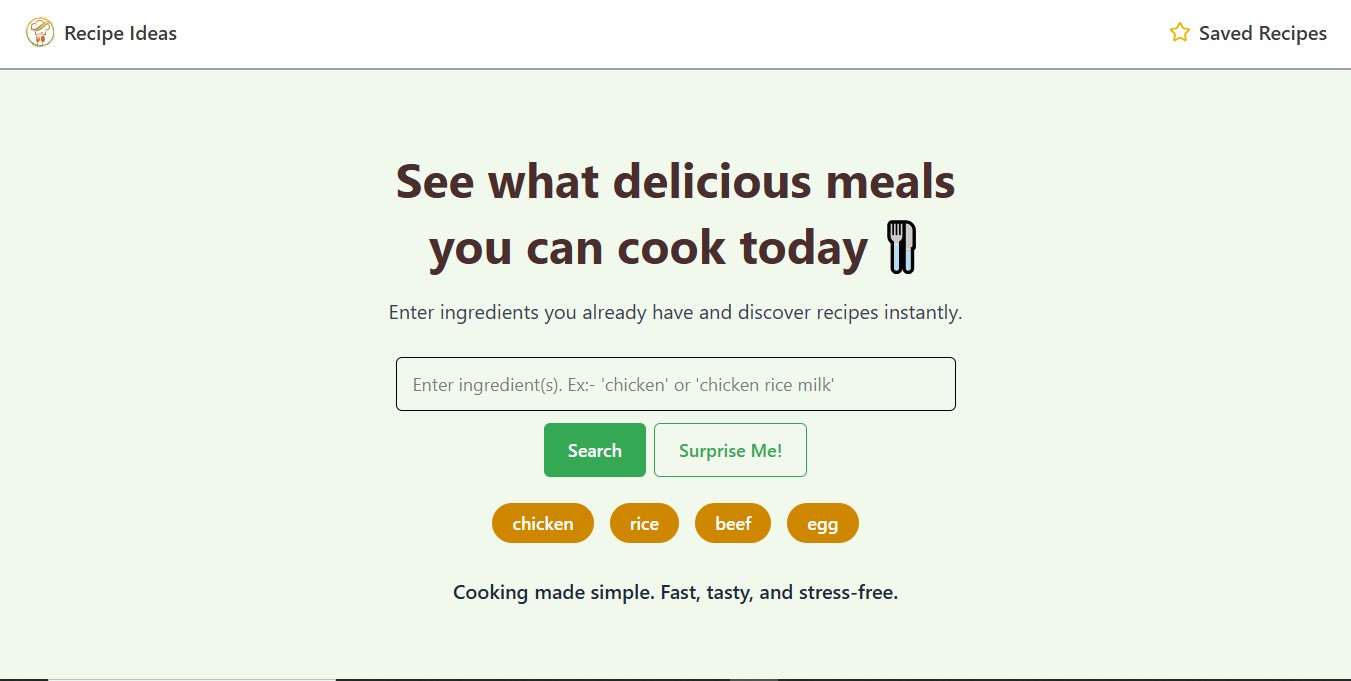 Recipe Ideas
Saved Recipes
See what delicious meals
you can cook today
Enter ingredients you already have and discover recipes instantly.
Enter ingredient(s). Ex:- 'chicken' or 'chicken rice milk'
Search
Surprise Me!
chicken
rice
beef
egg
Cooking made simple. Fast, tasty, and stress-free.